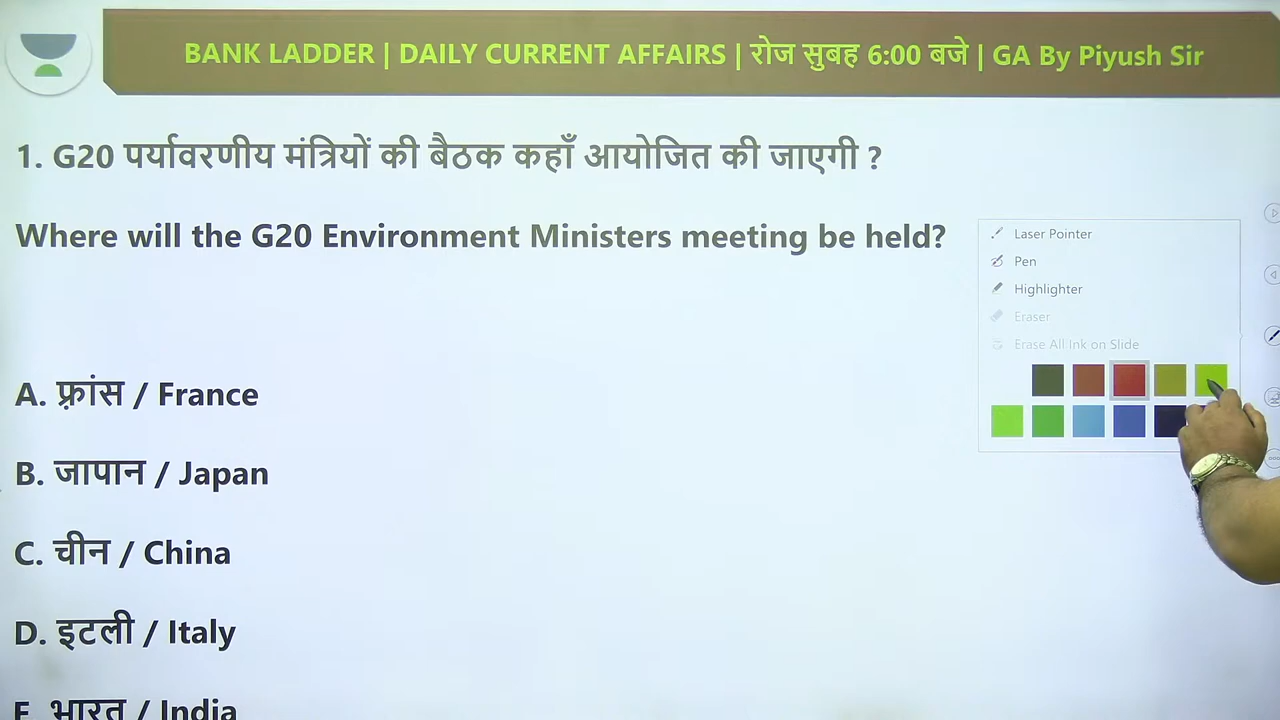 BANK LADDER | DAILY CURRENT AFFAIRS | रोज सुबह 6:00 बजे | GA By Piyush Sir
1. G20 पर्यावरणीय मंत्रियों की बैठक कहाँ आयोजित की जाएगी ?
Where will the G20 Environment Ministers meeting be held?
Laser Pointer
Pen
Highlighter
Eraser
Erase All Ink on Slide
A. फ़्रांस / France
B. जापान / Japan
C. चीन / China
D. इटली / Italy
E. भारत / India